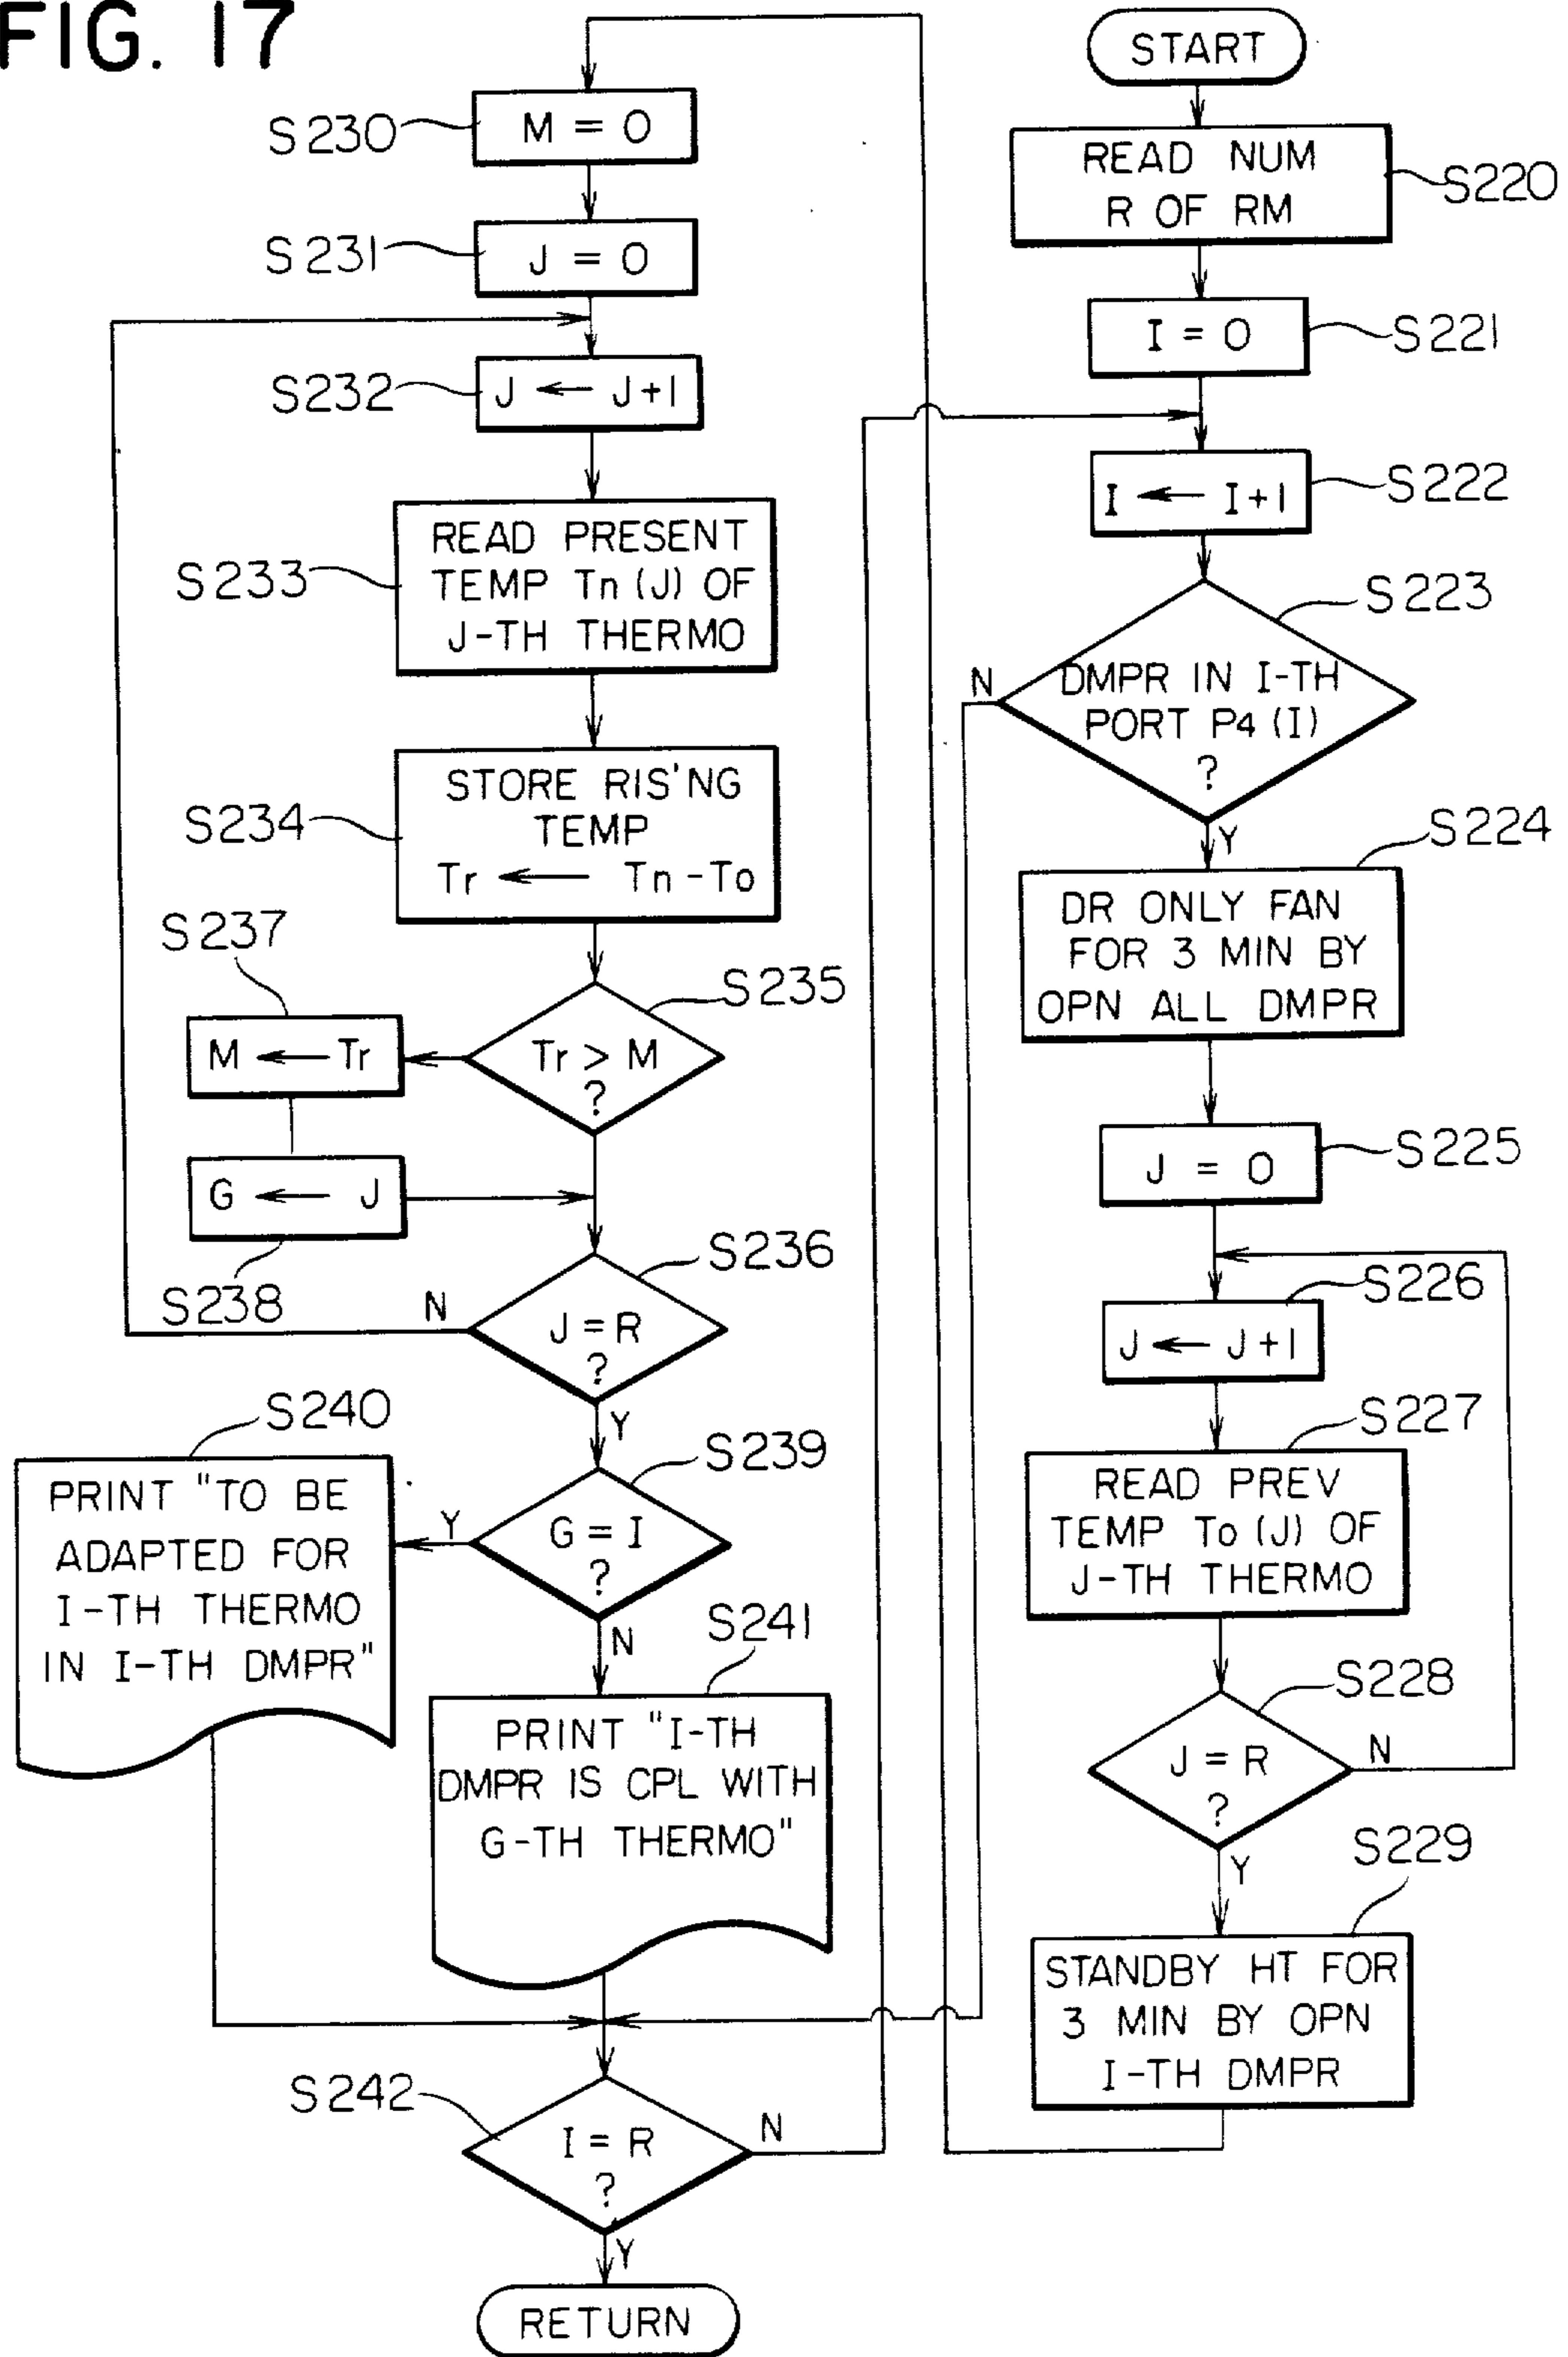 FIG. 17
START
READ NUM
R OF RM
S220
I = 0
S221
I ← I+1
S222
DMPR IN I-TH
PORT P4 (I)
?
S223
N
Y
DR ONLY FAN
FOR 3 MIN BY
OPN ALL DMPR
S224
J = 0
S225
J ← J+1
S226
READ PREV
TEMP To (J) OF
J-TH THERMO
S227
J = R
?
S228
N
Y
STANDBY HT FOR
3 MIN BY OPN
I-TH DMPR
S229
S230
M = 0
S231
J = 0
S232
J ← J+1
S233
READ PRESENT
TEMP Tn (J) OF
J-TH THERMO
S234
STORE RIS'NG
TEMP
Tr ← Tn-To
S235
Tr > M
?
S237
M ← Tr
G ← J
S238
S236
J = R
?
N
Y
S239
G = I
?
Y
N
S240
PRINT "TO BE
ADAPTED FOR
I-TH THERMO
IN I-TH DMPR"
S241
PRINT "I-TH
DMPR IS CPL WITH
G-TH THERMO"
S242
I = R
?
N
Y
RETURN